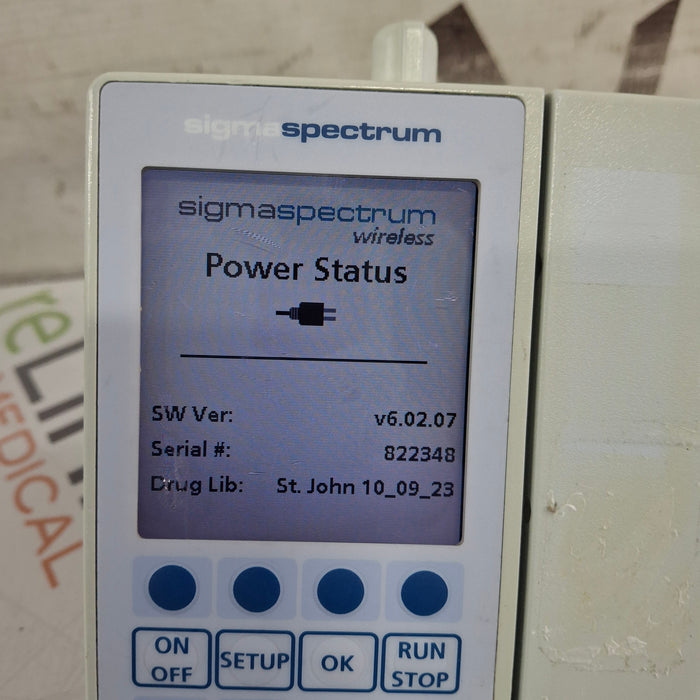 sigmaspectrum
sigmaspectrum
wireless
Power Status
SW Ver: v6.02.07
Serial #: 822348
Drug Lib: St. John 10_09_23
ON
OFF
SETUP
OK
RUN
STOP
MEDICAL